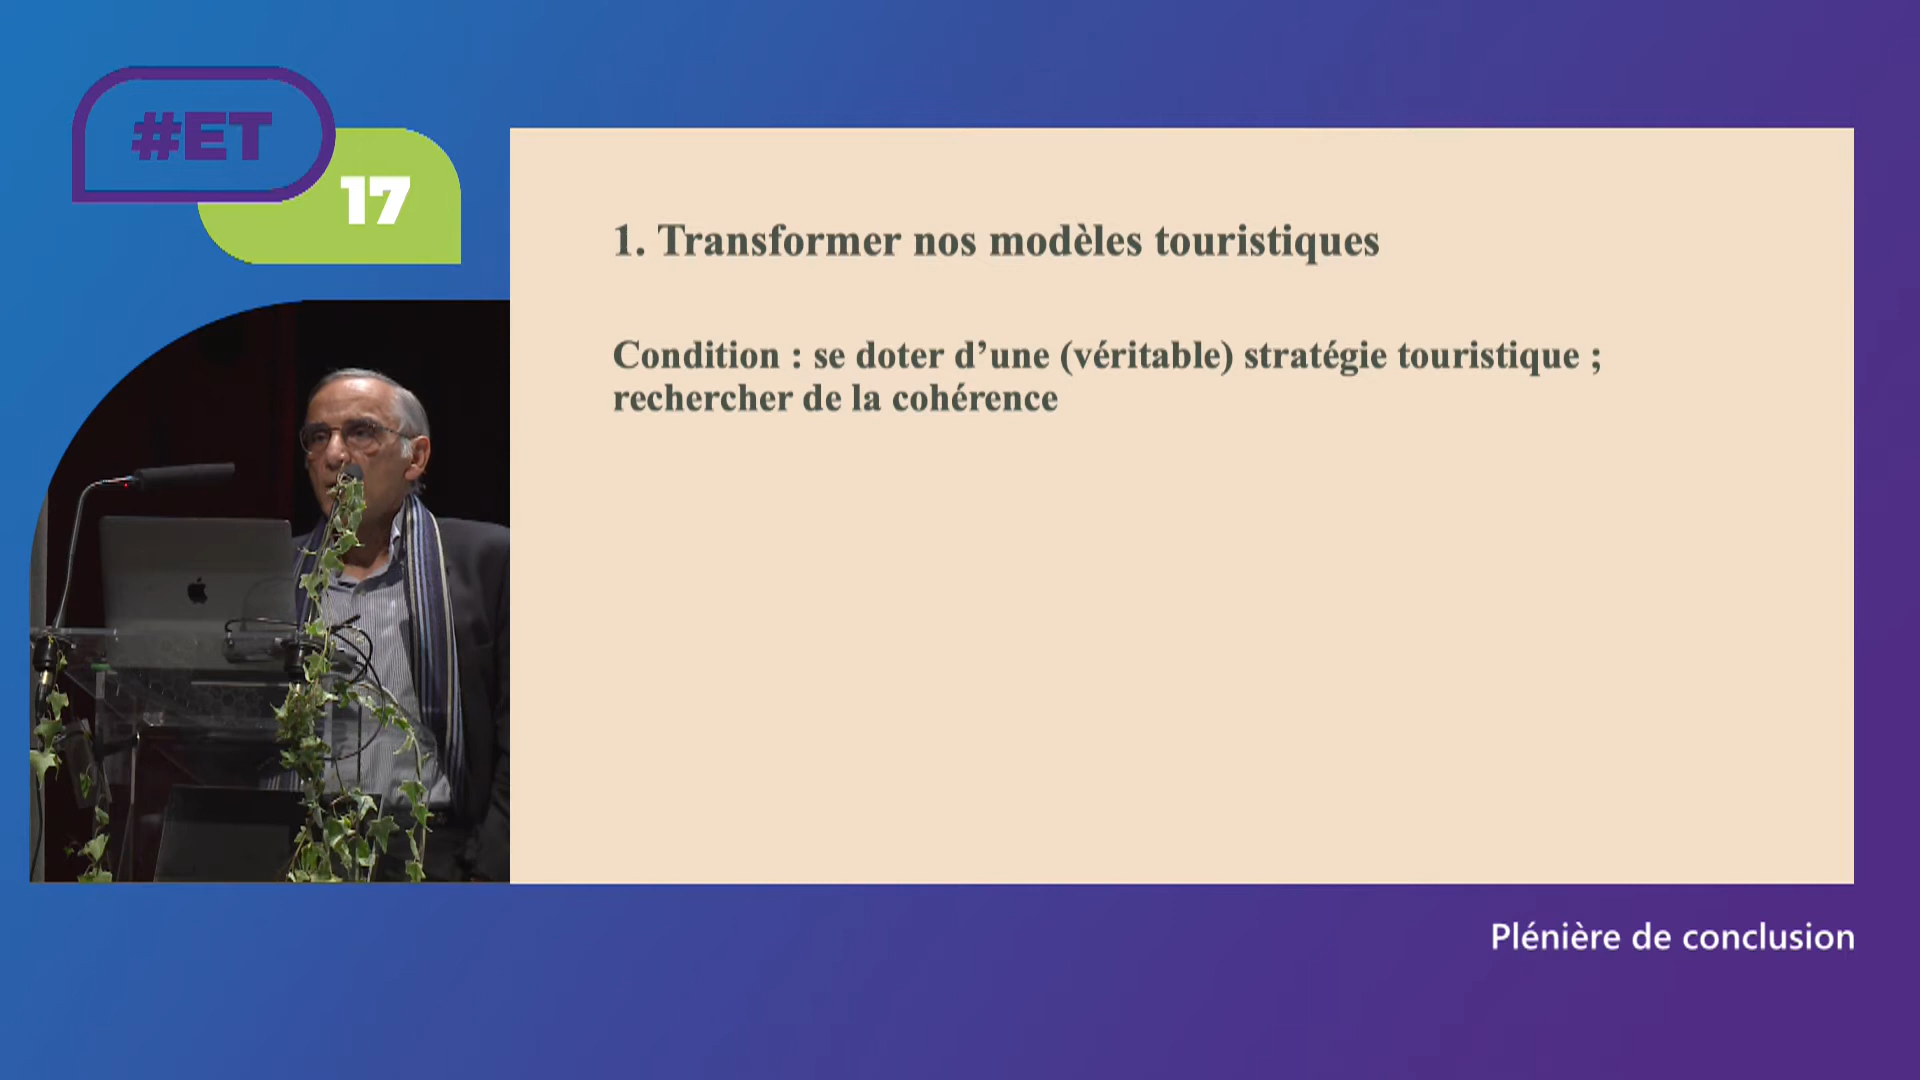 #ET
17
1. Transformer nos modèles touristiques
Condition : se doter d’une (véritable) stratégie touristique ;
rechercher de la cohérence
Plénière de conclusion